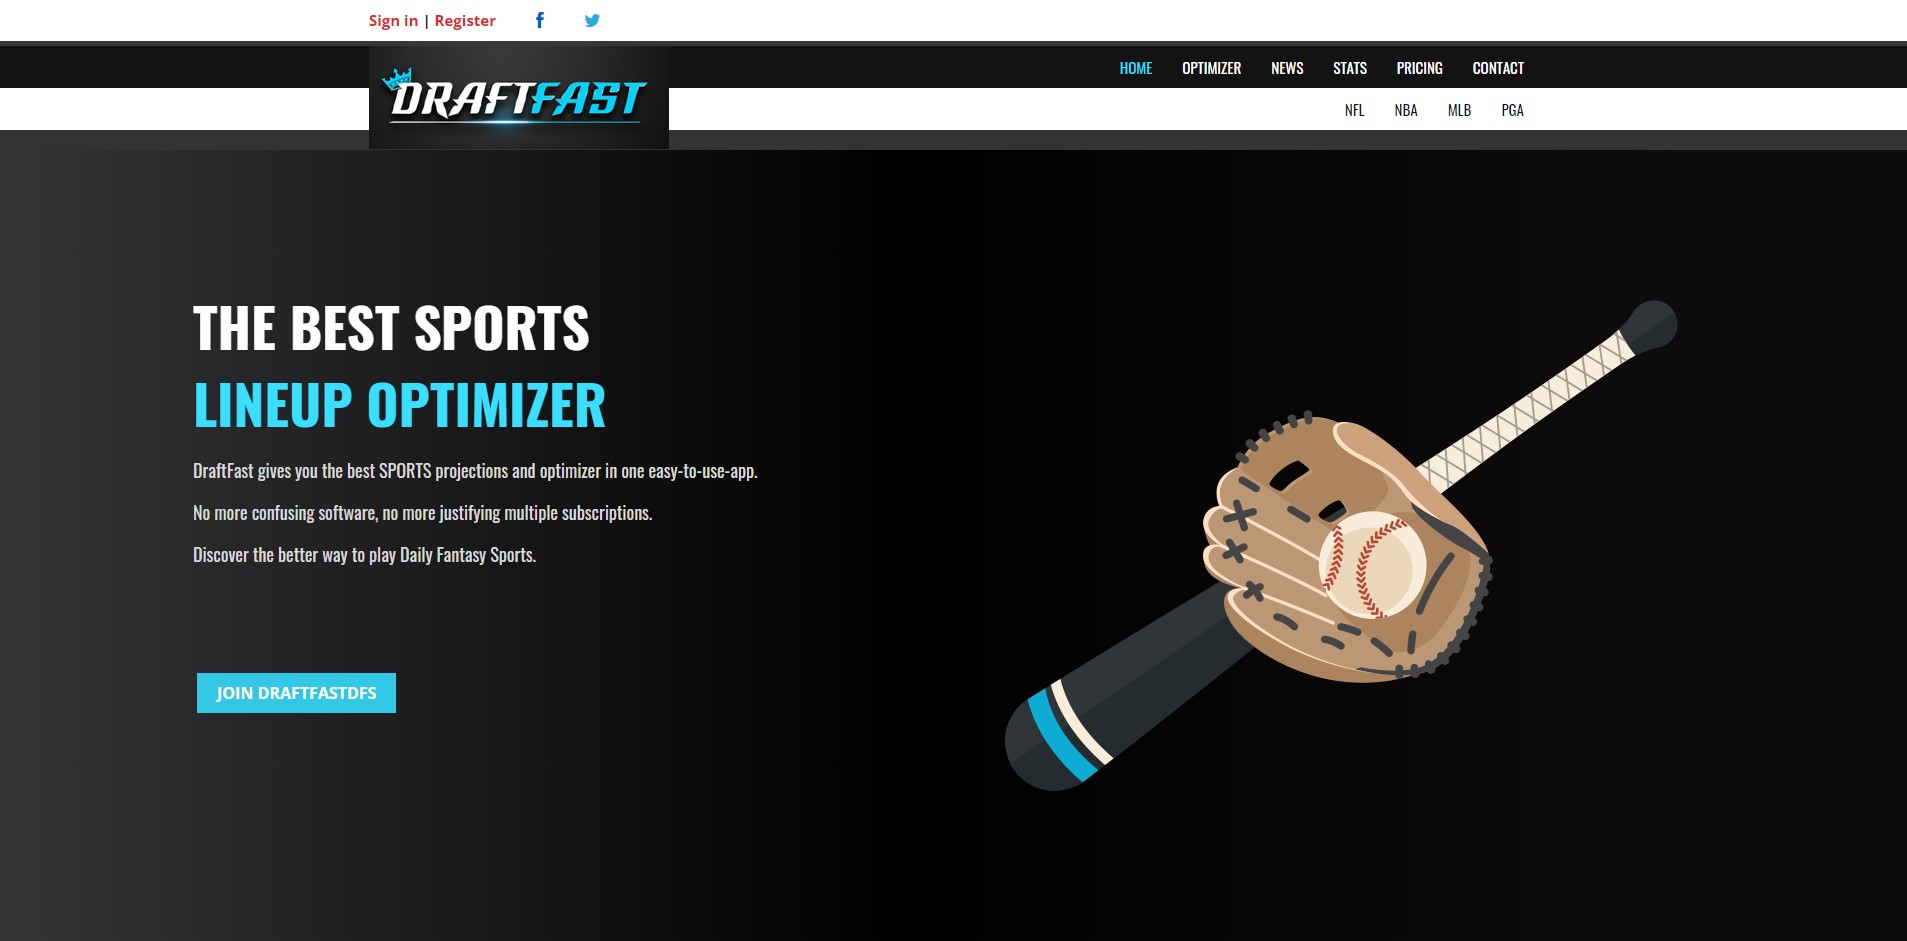 Sign in | Register
DRAFTFAST
HOME OPTIMIZER NEWS STATS PRICING CONTACT
NFL NBA MLB PGA
THE BEST SPORTS
LINEUP OPTIMIZER
DraftFast gives you the best SPORTS projections and optimizer in one easy-to-use-app.
No more confusing software, no more justifying multiple subscriptions.
Discover the better way to play Daily Fantasy Sports.
JOIN DRAFTFASTDFS